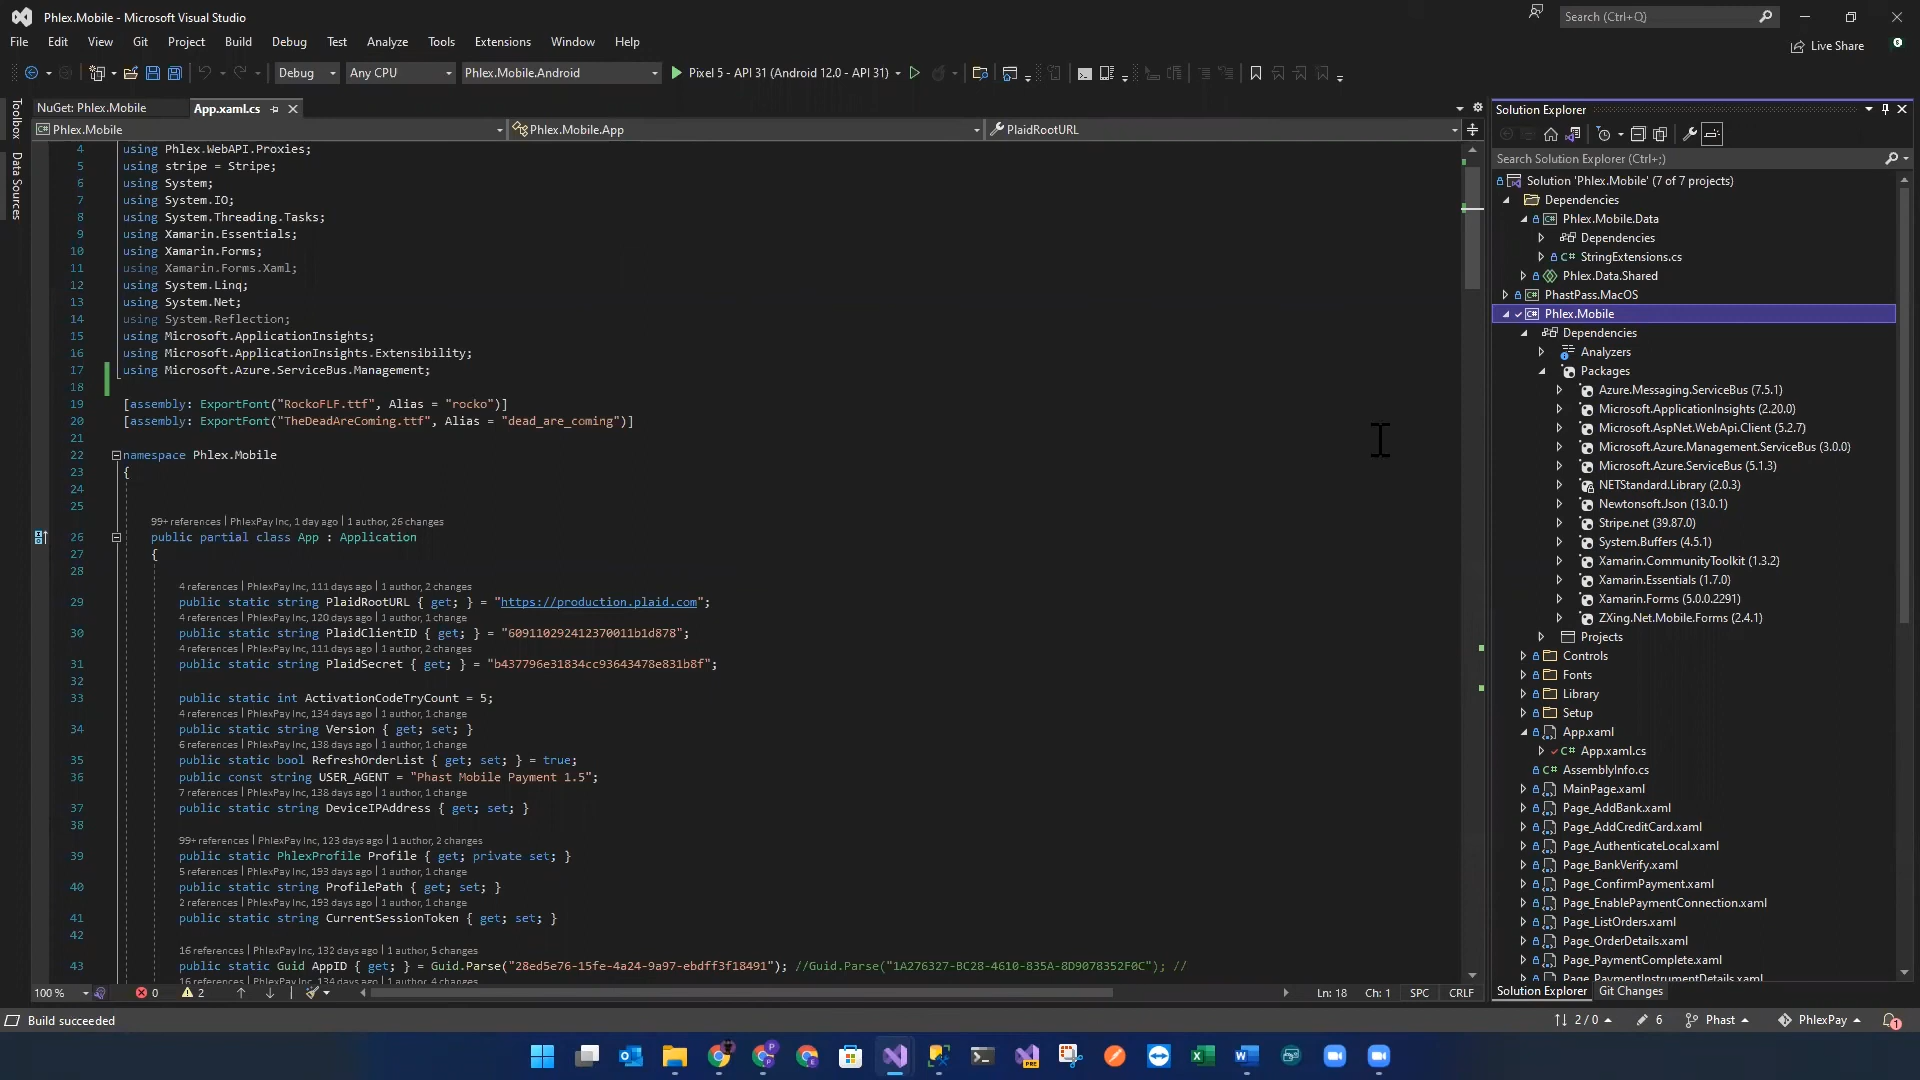 Phlex.Mobile - Microsoft Visual Studio
Search (Ctrl+Q)
File Edit View Git Project Build Debug Test Analyze Tools Extensions Window Help
Live Share
Debug Any CPU Phlex.Mobile.Android Pixel 5 - API 31 (Android 12.0 - API 31)
Toolbox
Data Sources
NuGet: Phlex.Mobile App.xaml.cs
Phlex.Mobile Phlex.Mobile.App PlaidRootURL
4 using Phlex.WebAPI.Proxies;
5 using stripe = Stripe;
6 using System;
7 using System.IO;
8 using System.Threading.Tasks;
9 using Xamarin.Essentials;
10 using Xamarin.Forms;
11 using Xamarin.Forms.Xaml;
12 using System.Linq;
13 using System.Net;
14 using System.Reflection;
15 using Microsoft.ApplicationInsights;
16 using Microsoft.ApplicationInsights.Extensibility;
17 using Microsoft.Azure.ServiceBus.Management;
18
19 [assembly: ExportFont("RockoFLF.ttf", Alias = "rocko")]
20 [assembly: ExportFont("TheDeadAreComing.ttf", Alias = "dead_are_coming")]
21
22 namespace Phlex.Mobile
23 {
24
25
99+ references | PhlexPay Inc, 1 day ago | 1 author, 26 changes
26 public partial class App : Application
27 {
28
4 references | PhlexPay Inc, 111 days ago | 1 author, 2 changes
29 public static string PlaidRootURL { get; } = "https://production.plaid.com";
4 references | PhlexPay Inc, 120 days ago | 1 author, 1 change
30 public static string PlaidClientID { get; } = "609110292412370011b1d878";
4 references | PhlexPay Inc, 111 days ago | 1 author, 2 changes
31 public static string PlaidSecret { get; } = "b437796e31834cc93643478e831b8f";
32
33 public static int ActivationCodeTryCount = 5;
4 references | PhlexPay Inc, 134 days ago | 1 author, 1 change
34 public static string Version { get; set; }
6 references | PhlexPay Inc, 138 days ago | 1 author, 1 change
35 public static bool RefreshOrderList { get; set; } = true;
36 public const string USER_AGENT = "Phast Mobile Payment 1.5";
7 references | PhlexPay Inc, 138 days ago | 1 author, 1 change
37 public static string DeviceIPAddress { get; set; }
38
99+ references | PhlexPay Inc, 123 days ago | 1 author, 2 changes
39 public static PhlexProfile Profile { get; private set; }
5 references | PhlexPay Inc, 193 days ago | 1 author, 1 change
40 public static string ProfilePath { get; set; }
2 references | PhlexPay Inc, 193 days ago | 1 author, 1 change
41 public static string CurrentSessionToken { get; set; }
42
16 references | PhlexPay Inc, 132 days ago | 1 author, 5 changes
43 public static Guid AppID { get; } = Guid.Parse("28ed5e76-15fe-4a24-9a97-ebdff3f18491"); //Guid.Parse("1A276327-BC28-4610-835A-8D9078352F0C"); //
16 references | PhlexPay Inc, 134 days ago | 1 author, 4 changes
100 % 0 2 Ln: 18 Ch: 1 SPC CRLF
Solution Explorer
Search Solution Explorer (Ctrl+;)
Solution 'Phlex.Mobile' (7 of 7 projects)
Dependencies
Phlex.Mobile.Data
Dependencies
StringExtensions.cs
Phlex.Data.Shared
PhastPass.MacOS
Phlex.Mobile
Dependencies
Analyzers
Packages
Azure.Messaging.ServiceBus (7.5.1)
Microsoft.ApplicationInsights (2.20.0)
Microsoft.AspNet.WebApi.Client (5.2.7)
Microsoft.Azure.Management.ServiceBus (3.0.0)
Microsoft.Azure.ServiceBus (5.1.3)
NETStandard.Library (2.0.3)
Newtonsoft.Json (13.0.1)
Stripe.net (39.87.0)
System.Buffers (4.5.1)
Xamarin.CommunityToolkit (1.3.2)
Xamarin.Essentials (1.7.0)
Xamarin.Forms (5.0.0.2291)
ZXing.Net.Mobile.Forms (2.4.1)
Projects
Controls
Fonts
Library
Setup
App.xaml
C# App.xaml.cs
C# AssemblyInfo.cs
MainPage.xaml
Page_AddBank.xaml
Page_AddCreditCard.xaml
Page_AuthenticateLocal.xaml
Page_BankVerify.xaml
Page_ConfirmPayment.xaml
Page_EnablePaymentConnection.xaml
Page_ListOrders.xaml
Page_OrderDetails.xaml
Page_PaymentComplete.xaml
Page_PaymentInstrumentDetails.xaml
Solution Explorer Git Changes
Build succeeded
2 / 0 6 Phast PhlexPay 1